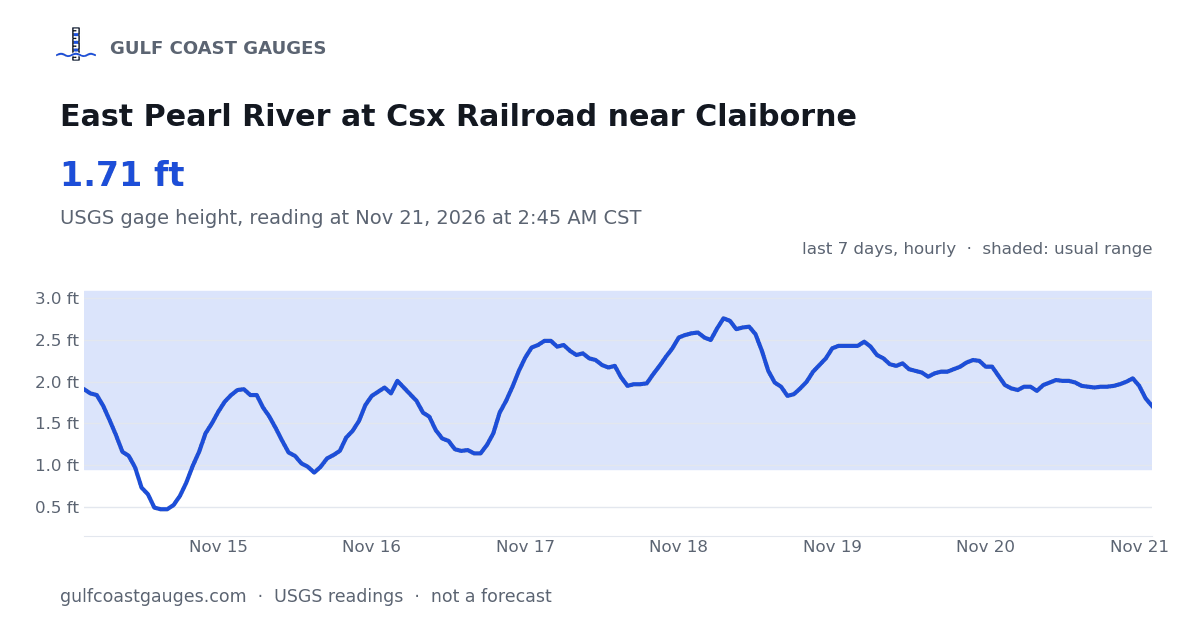 GULF COAST GAUGES
East Pearl River at Csx Railroad near Claiborne
1.71 ft
USGS gage height, reading at Nov 21, 2026 at 2:45 AM CST
last 7 days, hourly · shaded: usual range
3.0 ft
2.5 ft
2.0 ft
1.5 ft
1.0 ft
0.5 ft
Nov 15 Nov 16 Nov 17 Nov 18 Nov 19 Nov 20 Nov 21
gulfcoastgauges.com · USGS readings · not a forecast